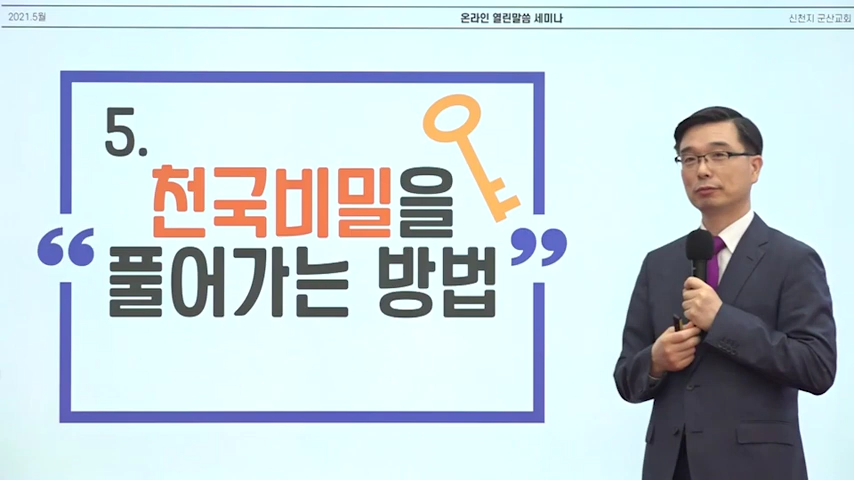 2021.5월
온라인 열린말씀 세미나
신천지 군산교회
5.
천국비밀을
“풀어가는 방법”